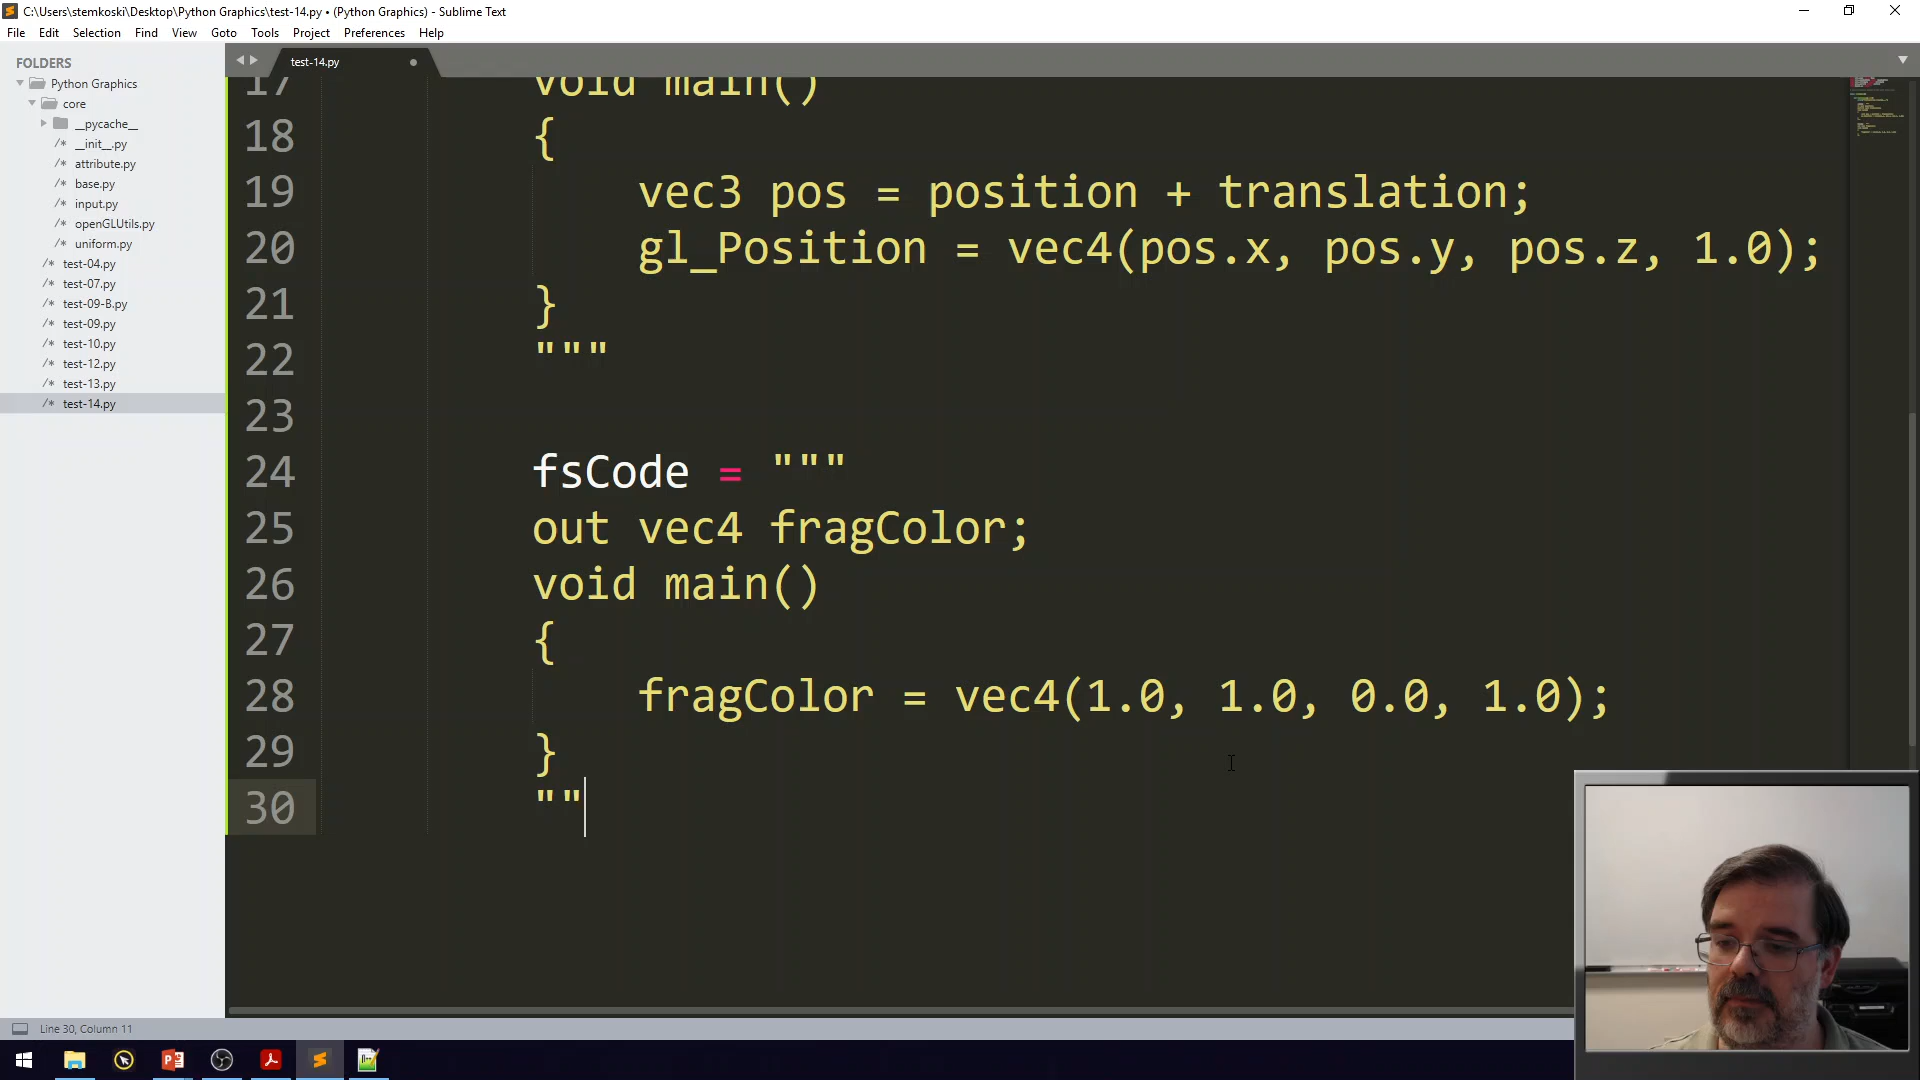 C:\Users\stemkoski\Desktop\Python Graphics\test-14.py • (Python Graphics) - Sublime Text
File Edit Selection Find View Goto Tools Project Preferences Help
FOLDERS
Python Graphics
core
__pycache__
/* __init__.py
/* attribute.py
/* base.py
/* input.py
/* openGLUtils.py
/* uniform.py
/* test-04.py
/* test-07.py
/* test-09-B.py
/* test-09.py
/* test-10.py
/* test-12.py
/* test-13.py
/* test-14.py
test-14.py
17 void main()
18 {
19 vec3 pos = position + translation;
20 gl_Position = vec4(pos.x, pos.y, pos.z, 1.0);
21 }
22 """
23
24 fsCode = """
25 out vec4 fragColor;
26 void main()
27 {
28 fragColor = vec4(1.0, 1.0, 0.0, 1.0);
29 }
30 ""
Line 30, Column 11